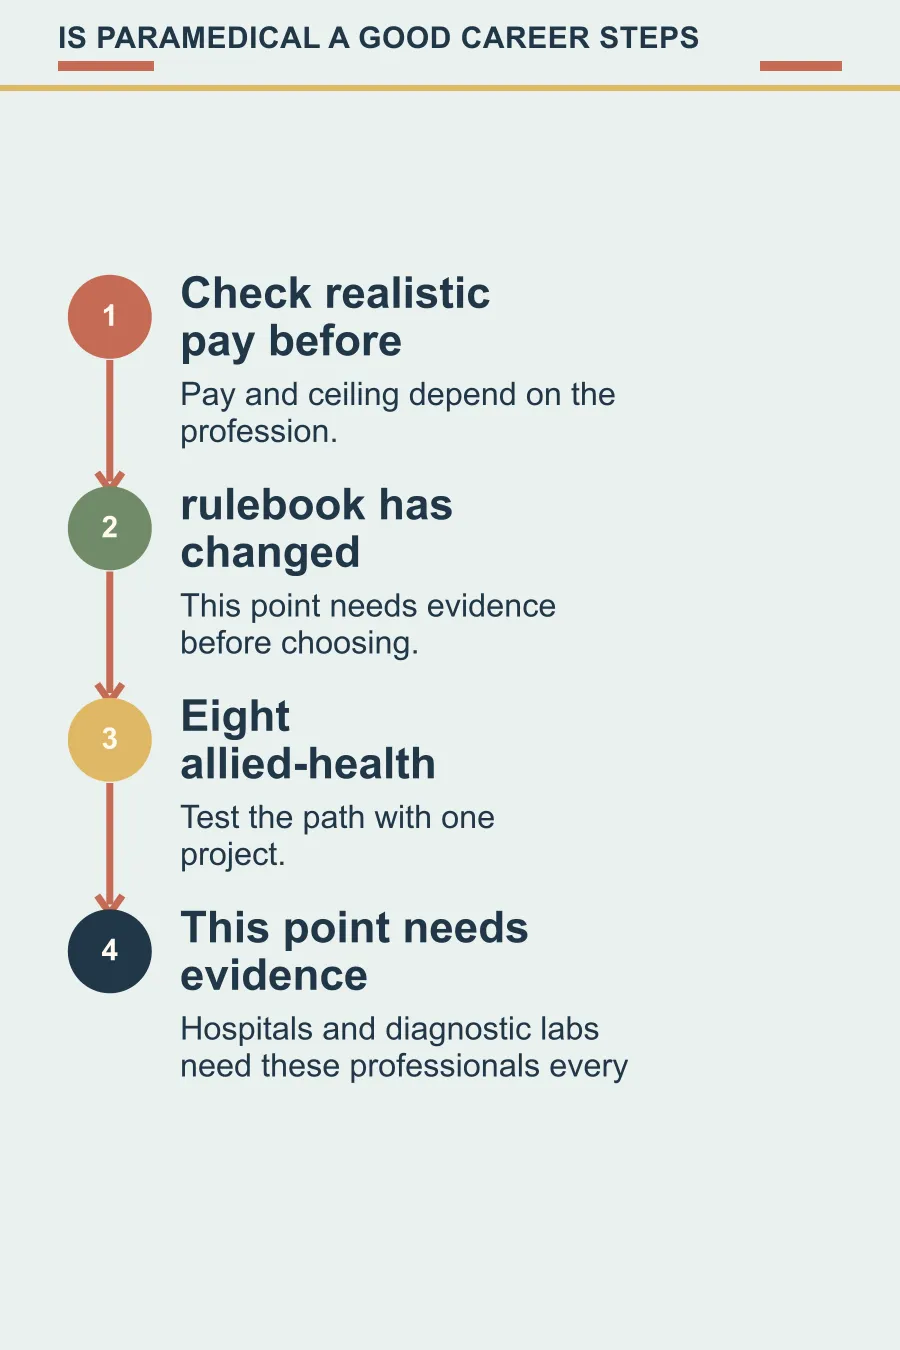 IS PARAMEDICAL A GOOD CAREER STEPS
1
Check realistic
pay before
Pay and ceiling depend on the
profession.
2
rulebook has
changed
This point needs evidence
before choosing.
3
Eight
allied-health
Test the path with one
project.
4
This point needs
evidence
Hospitals and diagnostic labs
need these professionals every